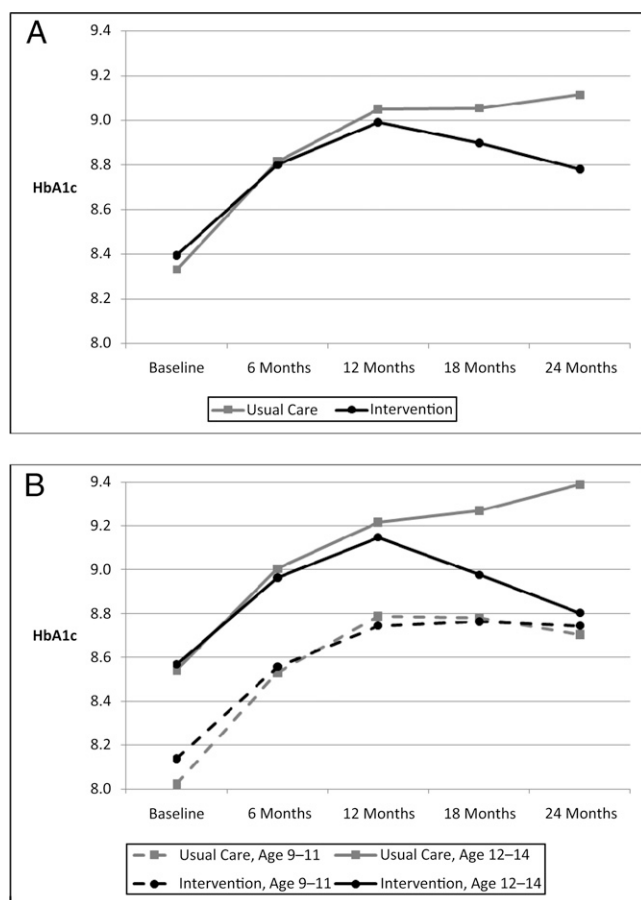 A
9.4
9.2
9.0
8.8
HbA1c
8.6
8.4
8.2
8.0
Baseline 6 Months 12 Months 18 Months 24 Months
Usual Care Intervention
B
9.4
9.2
9.0
8.8
HbA1c
8.6
8.4
8.2
8.0
Baseline 6 Months 12 Months 18 Months 24 Months
Usual Care, Age 9–11 Usual Care, Age 12–14
Intervention, Age 9–11 Intervention, Age 12–14